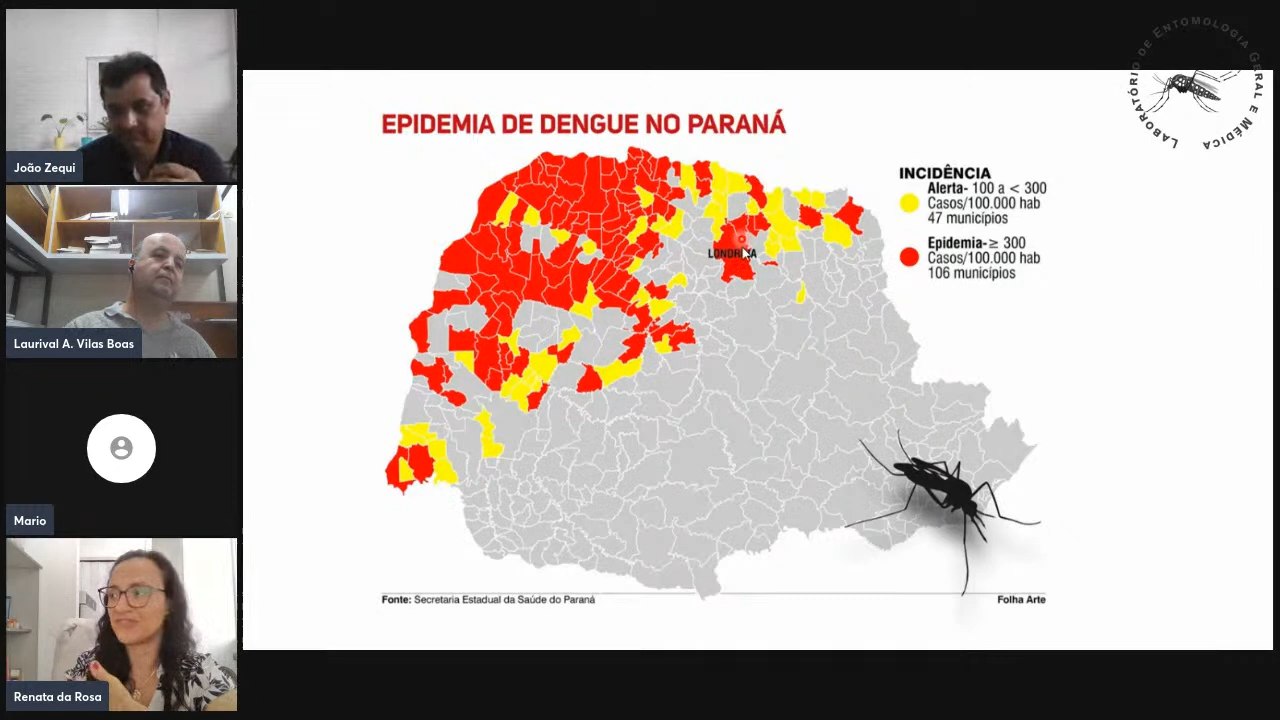 João Zequi
Laurival A. Vilas Boas
Mario
Renata da Rosa
LABORATÓRIO DE ENTOMOLOGIA GERAL E MÉDICA
EPIDEMIA DE DENGUE NO PARANÁ
INCIDÊNCIA
Alerta- 100 a < 300
Casos/100.000 hab
47 municípios
Epidemia-≥ 300
Casos/100.000 hab
106 municípios
LONDRINA
Fonte: Secretaria Estadual da Saúde do Paraná
Folha Arte